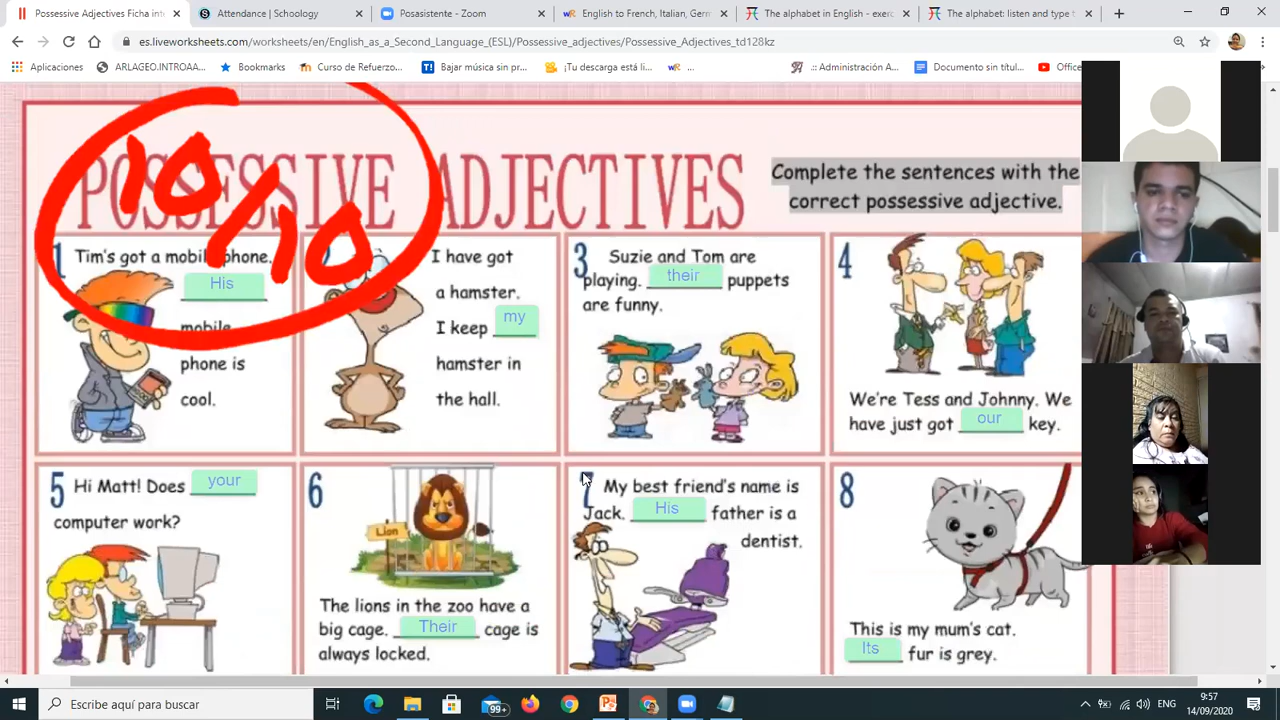 Possessive Adjectives Ficha inter
Attendance | Schoology
Posasistente - Zoom
English to French, Italian, Germ
The alphabet in English - exerc
The alphabet: listen and type t
es.liveworksheets.com/worksheets/en/English_as_a_Second_Language_(ESL)/Possessive_adjectives/Possessive_Adjectives_td128kz
Aplicaciones
ARLAGEO.INTROAA...
Bookmarks
Curso de Refuerzo...
Bajar música sin pr...
¡Tu descarga está li...
...
.:: Administración A...
Documento sin títul...
Office
10/10
POSSESSIVE ADJECTIVES
Complete the sentences with the
correct possessive adjective.
1
Tim's got a mobile phone.
His
mobile
phone is
cool.
2
I have got
a hamster.
I keep my
hamster in
the hall.
3
Suzie and Tom are
playing. their puppets
are funny.
4
We're Tess and Johnny. We
have just got our key.
5 Hi Matt! Does your
computer work?
6
Lion
The lions in the zoo have a
big cage. Their cage is
always locked.
7 My best friend's name is
Jack. His father is a
dentist.
8
This is my mum's cat.
Its fur is grey.
Escribe aquí para buscar
99+
ENG
9:57
14/09/2020